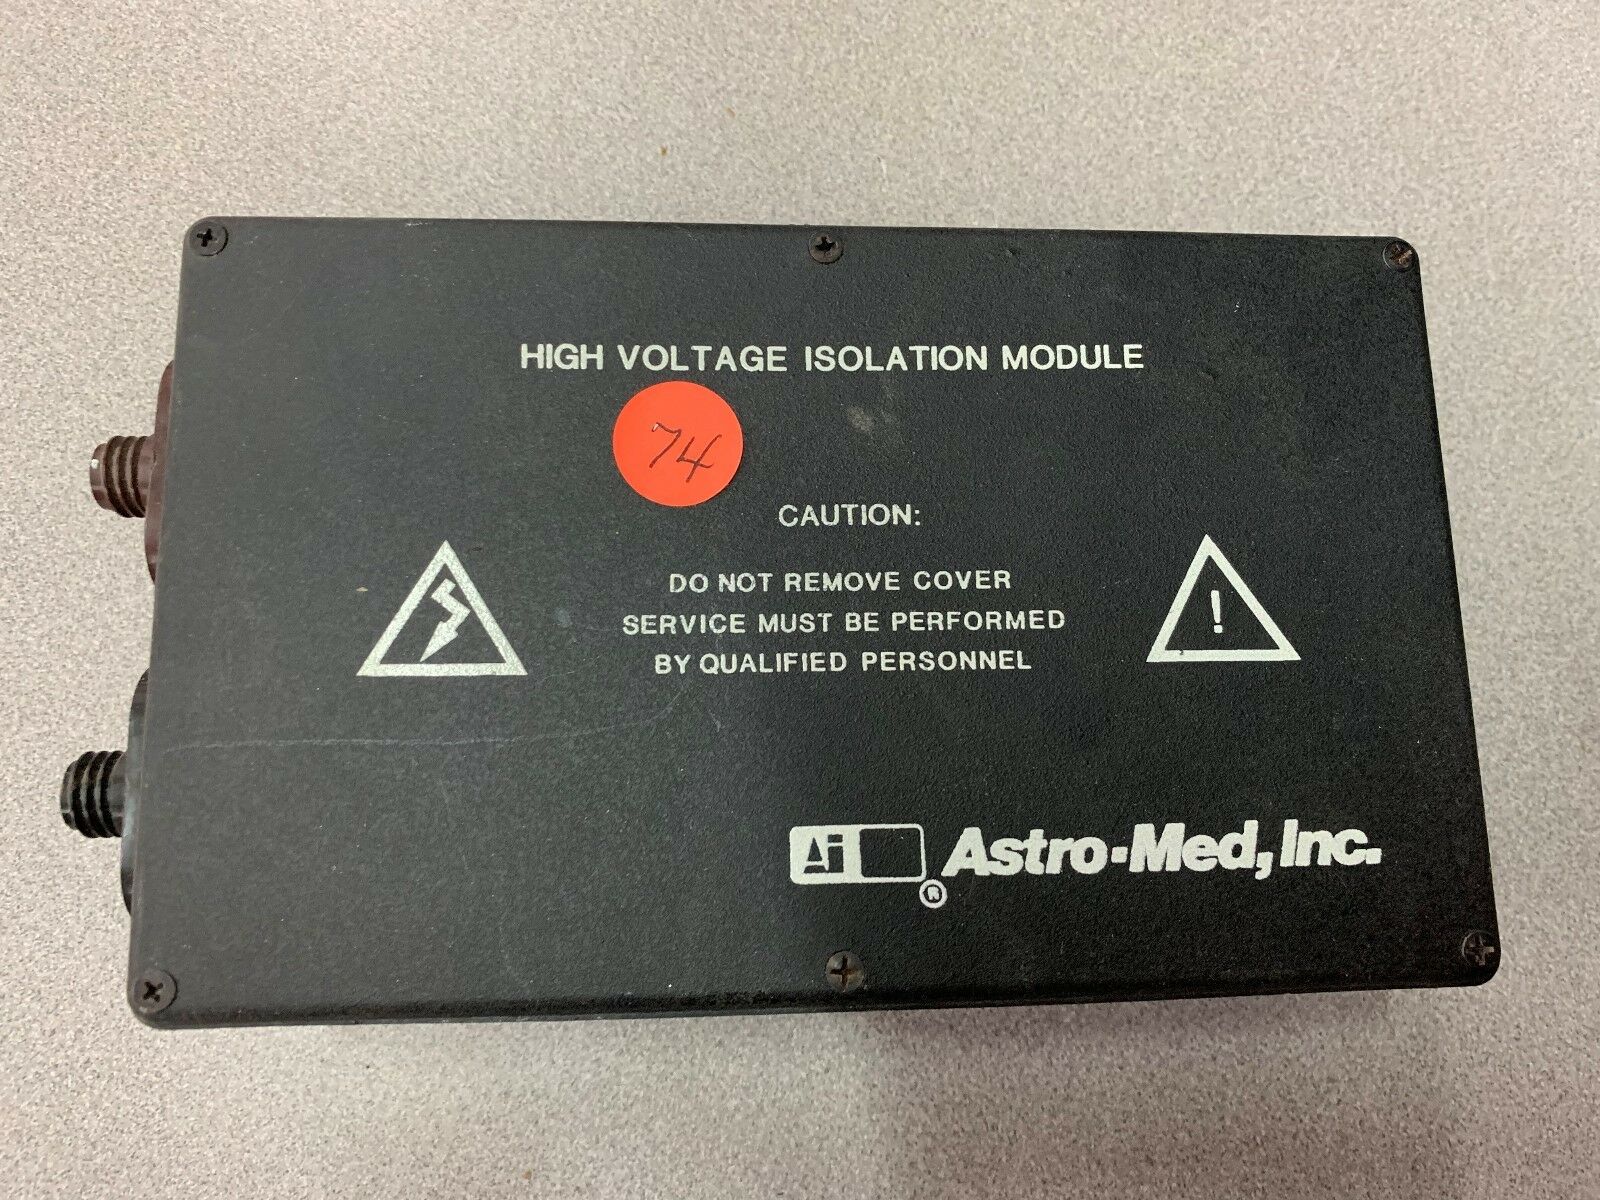 HIGH VOLTAGE ISOLATION MODULE
74
CAUTION:
DO NOT REMOVE COVER
SERVICE MUST BE PERFORMED
BY QUALIFIED PERSONNEL
!
Ai ® Astro-Med, Inc.